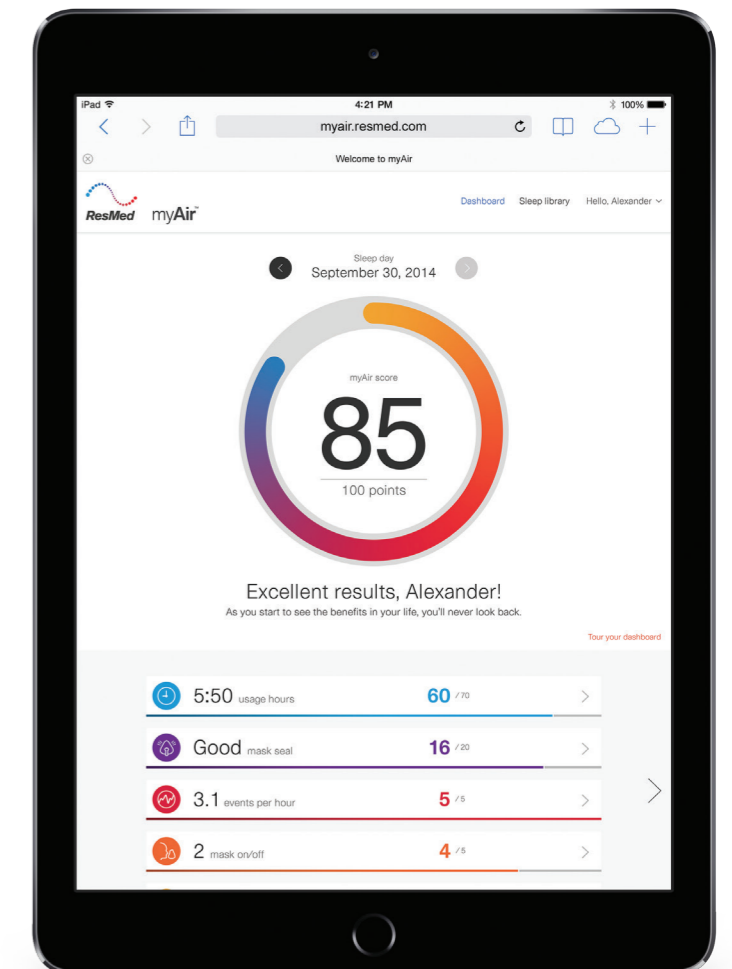 iPad
4:21 PM
100%
myair.resmed.com
Welcome to myAir
ResMed
myAir™
Dashboard
Sleep library
Hello, Alexander
Sleep day
September 30, 2014
myAir score
85
100 points
Excellent results, Alexander!
As you start to see the benefits in your life, you'll never look back.
Tour your dashboard
5:50 usage hours 60 /70
Good mask seal 16 /20
3.1 events per hour 5 /5
2 mask on/off 4 /5